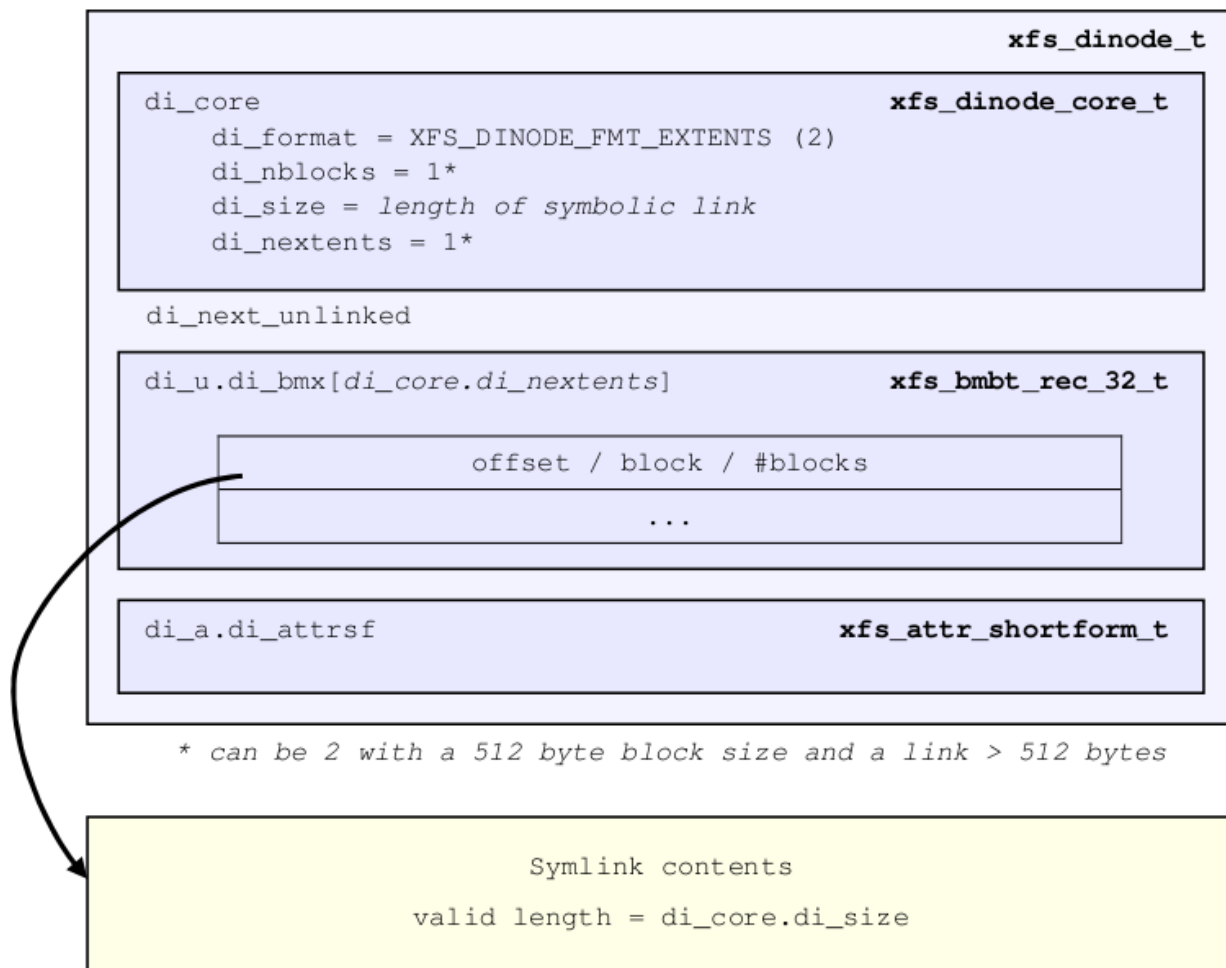 xfs_dinode_t
di_core xfs_dinode_core_t
di_format = XFS_DINODE_FMT_EXTENTS (2)
di_nblocks = 1*
di_size = length of symbolic link
di_nextents = 1*
di_next_unlinked
di_u.di_bmx[di_core.di_nextents] xfs_bmbt_rec_32_t
offset / block / #blocks
...
di_a.di_attrsf xfs_attr_shortform_t
* can be 2 with a 512 byte block size and a link > 512 bytes
Symlink contents
valid length = di_core.di_size